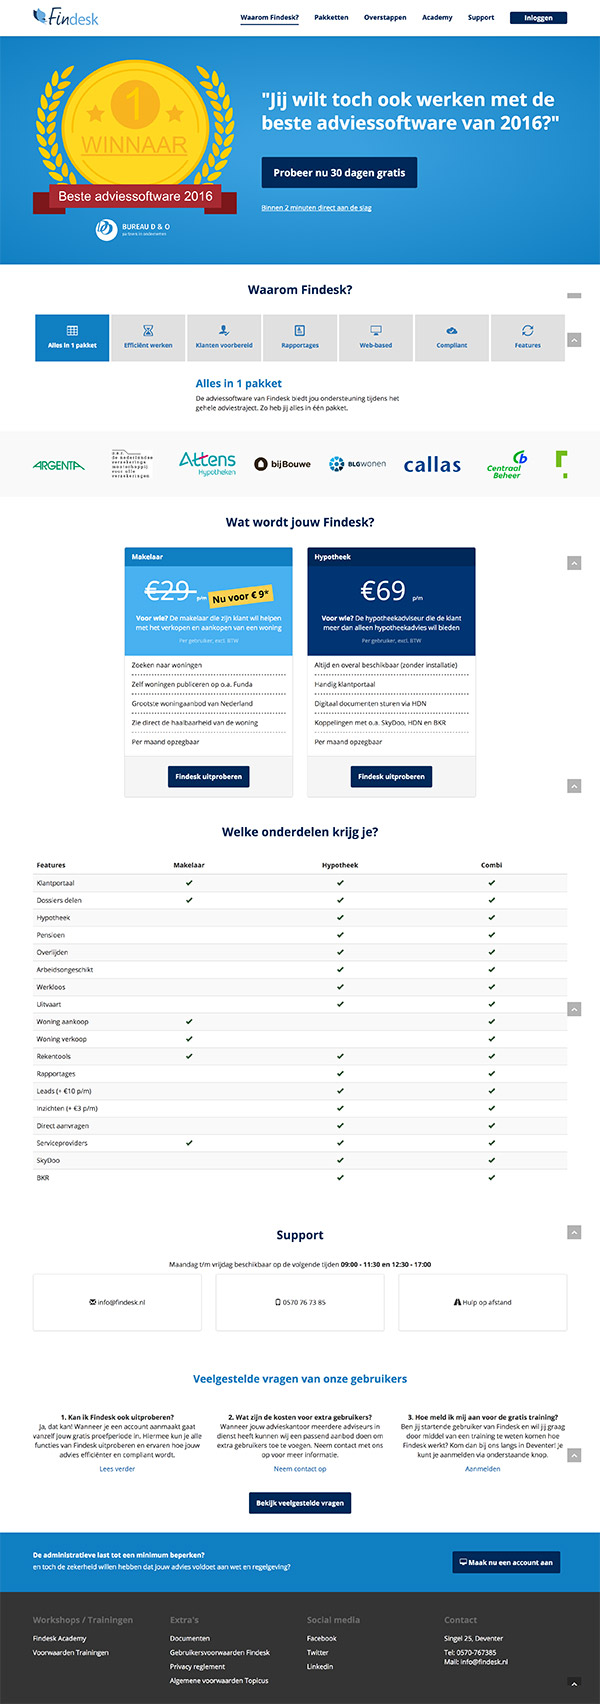 Findesk
Waarom Findesk? Pakketten Overstappen Academy Support Inloggen
1
WINNAAR
Beste adviessoftware 2016
BUREAU D & O
"Jij wilt toch ook werken met de
beste adviessoftware van 2016?"
Probeer nu 30 dagen gratis
Binnen 2 minuten direct aan de slag
Waarom Findesk?
Alles in 1 pakket Efficiënt werken Klanten voorbereid Rapportages Web-based Compliant Features
Alles in 1 pakket
De adviessoftware van Findesk biedt jou ondersteuning tijdens het
gehele adviestraject. Zo heb jij alles in één pakket.
ARGENTA
Attens
Hypotheken
bijBouwe
BLGWONEN
callas
Centraal
Beheer
Wat wordt jouw Findesk?
Makelaar
€29 p/m Nu voor € 9*
Voor wie? De makelaar die zijn klant wil helpen
met het verkopen en aankopen van een woning
Per gebruiker, excl. BTW
Zoeken naar woningen
Zelf woningen publiceren op o.a. Funda
Grootste woningaanbod van Nederland
Zie direct de haalbaarheid van de woning
Per maand opzegbaar
Findesk uitproberen
Hypotheek
€69 p/m
Voor wie? De hypotheekadviseur die de klant
meer dan alleen hypotheekadvies wil bieden
Per gebruiker, excl. BTW
Altijd en overal beschikbaar (zonder installatie)
Handig klantportaal
Digitaal documenten sturen via HDN
Koppelingen met o.a. SkyDoo, HDN en BKR
Per maand opzegbaar
Findesk uitproberen
Welke onderdelen krijg je?
Features Makelaar Hypotheek Combi
Klantportaal
Dossiers delen
Hypotheek
Pensioen
Overlijden
Arbeidsongeschikt
Werkloos
Uitvaart
Woning aankoop
Woning verkoop
Rekentools
Rapportages
Leads (+ €10 p/m)
Inzichten (+ €3 p/m)
Direct aanvragen
Serviceproviders
SkyDoo
BKR
Support
Maandag t/m vrijdag beschikbaar op de volgende tijden 09:00 - 11:30 en 12:30 - 17:00
info@findesk.nl
0570 76 73 85
Hulp op afstand
Veelgestelde vragen van onze gebruikers
1. Kan ik Findesk ook uitproberen?
Ja, dat kan! Wanneer je een account aanmaakt gaat
vanzelf jouw gratis proefperiode in. Hiermee kun je alle
functies van Findesk uitproberen en ervaren hoe jouw
advies efficiënter en compliant wordt.
Lees verder
2. Wat zijn de kosten voor extra gebruikers?
Wanneer jouw advieskantoor meerdere adviseurs in
dienst heeft kunnen wij een passend aanbod doen om
extra gebruikers toe te voegen. Neem contact met ons
op voor meer informatie.
Neem contact op
3. Hoe meld ik mij aan voor de gratis training?
Ben jij startende gebruiker van Findesk en wil jij graag
door middel van een training te weten komen hoe
Findesk werkt? Kom dan bij ons langs in Deventer! Je
kunt je aanmelden via onderstaande knop.
Aanmelden
Bekijk veelgestelde vragen
De administratieve last tot een minimum beperken?
en toch de zekerheid willen hebben dat jouw advies voldoet aan wet en regelgeving?
Maak nu een account aan
Workshops / Trainingen
Findesk Academy
Voorwaarden Trainingen
Extra's
Documenten
Gebruikersvoorwaarden Findesk
Privacy reglement
Algemene voorwaarden Topicus
Social media
Facebook
Twitter
Linkedin
Contact
Singel 25, Deventer
Tel: 0570-767385
Mail: info@findesk.nl